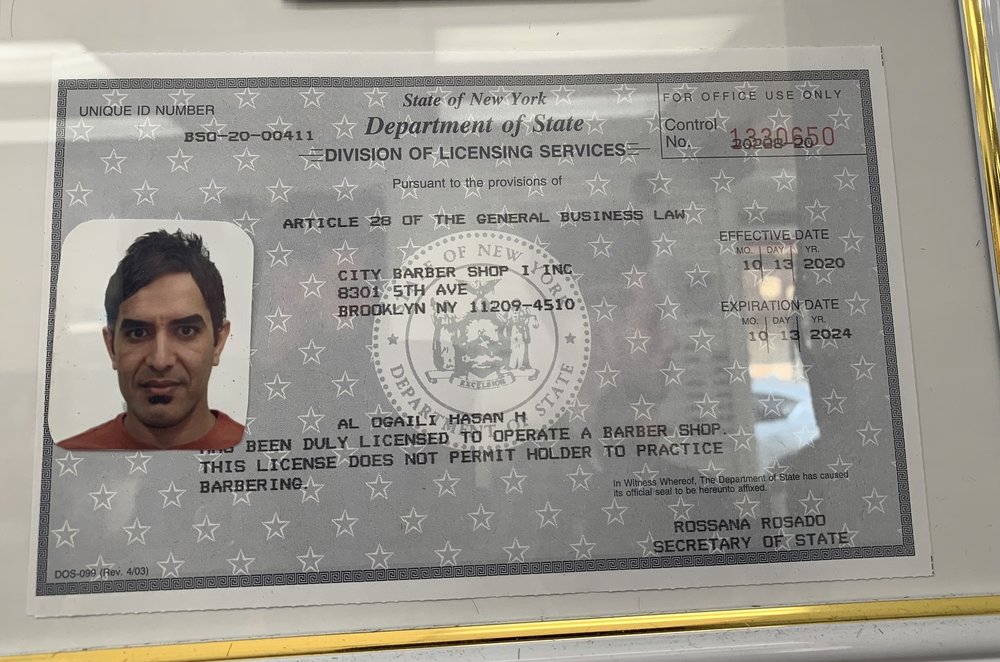 UNIQUE ID NUMBER
BSO-20-00411
State of New York
Department of State
DIVISION OF LICENSING SERVICES
FOR OFFICE USE ONLY
Control
No.
1330650
Pursuant to the provisions of
ARTICLE 28 OF THE GENERAL BUSINESS LAW
CITY BARBER SHOP I INC
8301 5TH AVE
BROOKLYN NY 11209-4510
EFFECTIVE DATE
MO. | DAY | YR.
10 13 2020
EXPIRATION DATE
MO. | DAY | YR.
10 13 2024
EXCELSIOR
AL OGAILI HASAN H
HAS BEEN DULY LICENSED TO OPERATE A BARBER SHOP.
THIS LICENSE DOES NOT PERMIT HOLDER TO PRACTICE
BARBERING.
In Witness Whereof, The Department of State has caused
its official seal to be hereunto affixed.
ROSSANA ROSADO
SECRETARY OF STATE
DOS-099 (Rev. 4/03)